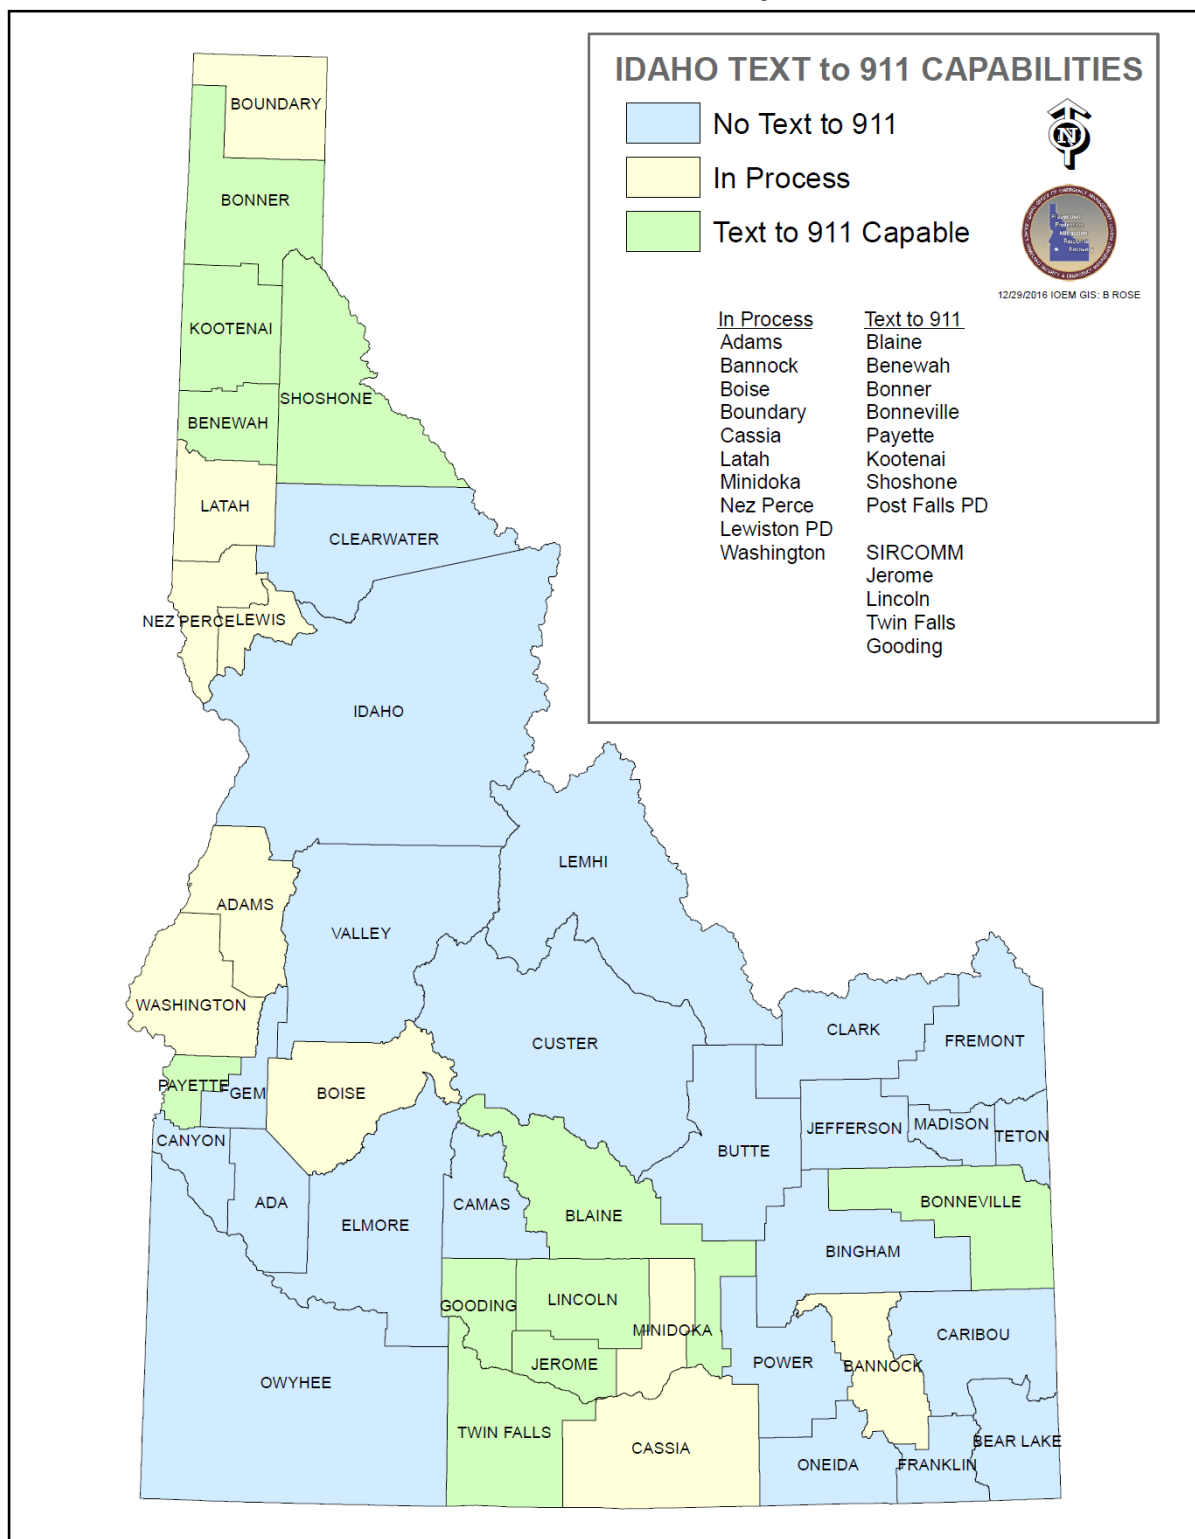 IDAHO TEXT to 911 CAPABILITIES
No Text to 911
In Process
Text to 911 Capable
N
Prevention
Protection
Mitigation
Response
Recovery
12/29/2016 IOEM GIS: B ROSE
In Process
Adams
Bannock
Boise
Boundary
Cassia
Latah
Minidoka
Nez Perce
Lewiston PD
Washington
Text to 911
Blaine
Benewah
Bonner
Bonneville
Payette
Kootenai
Shoshone
Post Falls PD
SIRCOMM
Jerome
Lincoln
Twin Falls
Gooding
BOUNDARY
BONNER
KOOTENAI
SHOSHONE
BENEWAH
LATAH
CLEARWATER
NEZ PERCE
LEWIS
IDAHO
LEMHI
ADAMS
VALLEY
WASHINGTON
CLARK
FREMONT
CUSTER
PAYETTE
GEM
BOISE
MADISON
JEFFERSON
TETON
CANYON
BUTTE
ADA
CAMAS
BONNEVILLE
BLAINE
ELMORE
BINGHAM
GOODING
LINCOLN
MINIDOKA
CARIBOU
JEROME
POWER
BANNOCK
OWYHEE
TWIN FALLS
CASSIA
BEAR LAKE
ONEIDA
FRANKLIN